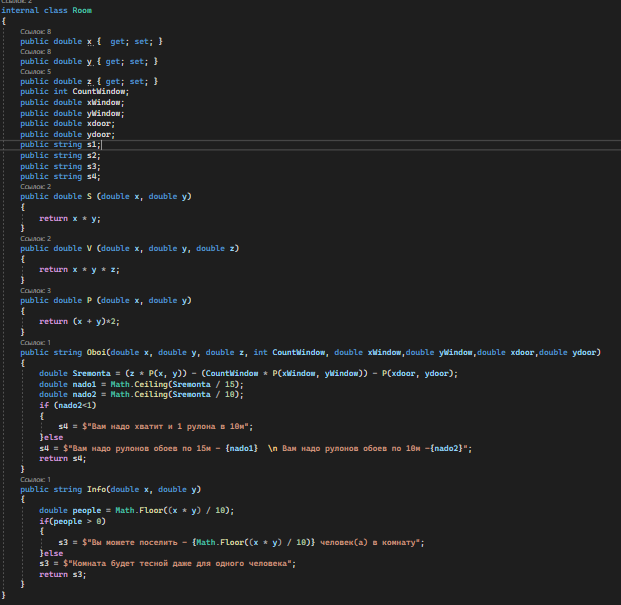 Ссылок: 2
internal class Room
{
Ссылок: 8
public double x { get; set; }
Ссылок: 8
public double y { get; set; }
Ссылок: 5
public double z { get; set; }
public int CountWindow;
public double xWindow;
public double yWindow;
public double xdoor;
public double ydoor;
public string s1;
public string s2;
public string s3;
public string s4;
Ссылок: 2
public double S (double x, double y)
{
return x * y;
}
Ссылок: 2
public double V (double x, double y, double z)
{
return x * y * z;
}
Ссылок: 3
public double P (double x, double y)
{
return (x + y)*2;
}
Ссылок: 1
public string Oboi(double x, double y, double z, int CountWindow, double xWindow,double yWindow,double xdoor,double ydoor)
{
double Sremonta = (z * P(x, y)) - (CountWindow * P(xWindow, yWindow)) - P(xdoor, ydoor);
double nado1 = Math.Ceiling(Sremonta / 15);
double nado2 = Math.Ceiling(Sremonta / 10);
if (nado2<1)
{
s4 = $"Вам надо хватит и 1 рулона в 10м";
}else
s4 = $"Вам надо рулонов обоев по 15м - {nado1} \n Вам надо рулонов обоев по 10м -{nado2}";
return s4;
}
Ссылок: 1
public string Info(double x, double y)
{
double people = Math.Floor((x * y) / 10);
if(people > 0)
{
s3 = $"Вы можете поселить - {Math.Floor((x * y) / 10)} человек(а) в комнату";
}else
s3 = $"Комната будет тесной даже для одного человека";
return s3;
}
}